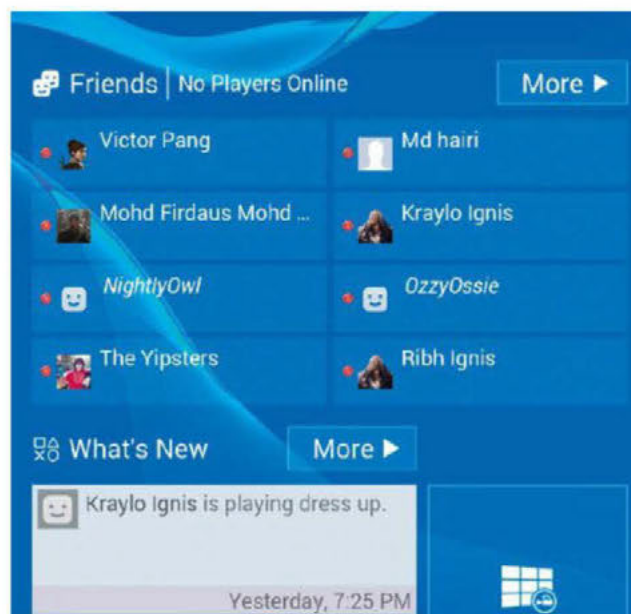 Friends | No Players Online
More ▶
Victor Pang
Md hairi
Mohd Firdaus Mohd ...
Kraylo Ignis
NightlyOwl
OzzyOssie
The Yipsters
Ribh Ignis
What's New
More ▶
Kraylo Ignis is playing dress up.
Yesterday, 7:25 PM